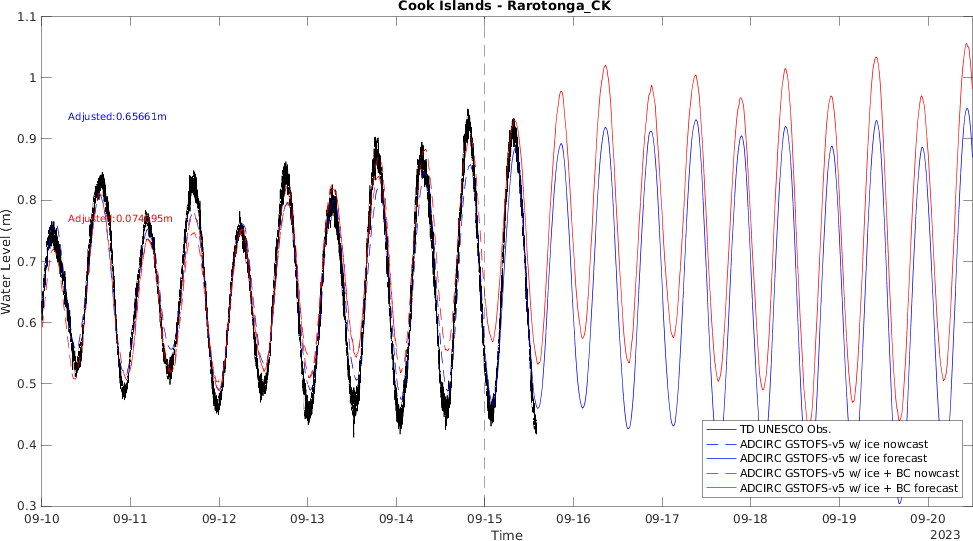 Cook Islands - Rarotonga_CK
1.1
1
0.9
0.8
0.7
0.6
0.5
0.4
0.3
Water Level (m)
Adjusted:0.65661m
TD UNESCO Obs.
ADCIRC GSTOFS-v5 w/ ice nowcast
ADCIRC GSTOFS-v5 w/ ice forecast
ADCIRC GSTOFS-v5 w/ ice + BC nowcast
ADCIRC GSTOFS-v5 w/ ice + BC forecast
09-10 09-11 09-12 09-13 09-14 09-15 09-16 09-17 09-18 09-19 09-20
Time
2023